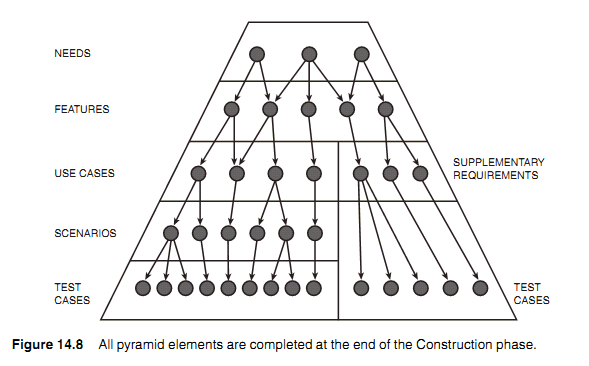 NEEDS
FEATURES
USE CASES
SUPPLEMENTARY
REQUIREMENTS
SCENARIOS
TEST
CASES
TEST
CASES
Figure 14.8 All pyramid elements are completed at the end of the Construction phase.